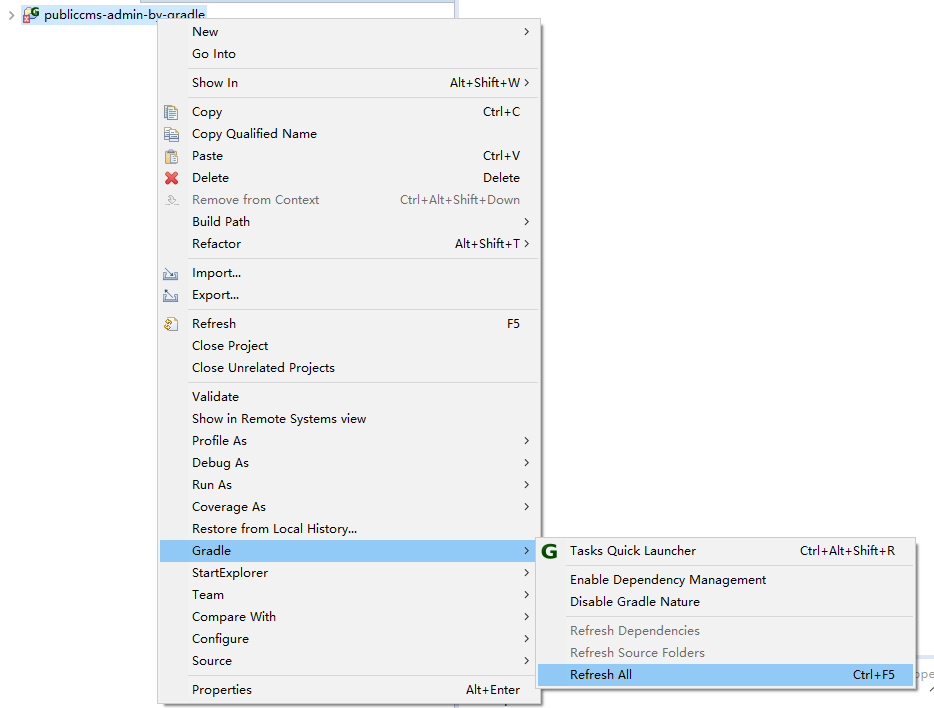 publiccms-admin-by-gradle
New
Go Into
Show In Alt+Shift+W
Copy Ctrl+C
Copy Qualified Name
Paste Ctrl+V
Delete Delete
Remove from Context Ctrl+Alt+Shift+Down
Build Path
Refactor Alt+Shift+T
Import...
Export...
Refresh F5
Close Project
Close Unrelated Projects
Validate
Show in Remote Systems view
Profile As
Debug As
Run As
Coverage As
Restore from Local History...
Gradle
StartExplorer
Team
Compare With
Configure
Source
Properties Alt+Enter
G Tasks Quick Launcher Ctrl+Alt+Shift+R
Enable Dependency Management
Disable Gradle Nature
Refresh Dependencies
Refresh Source Folders
Refresh All Ctrl+F5